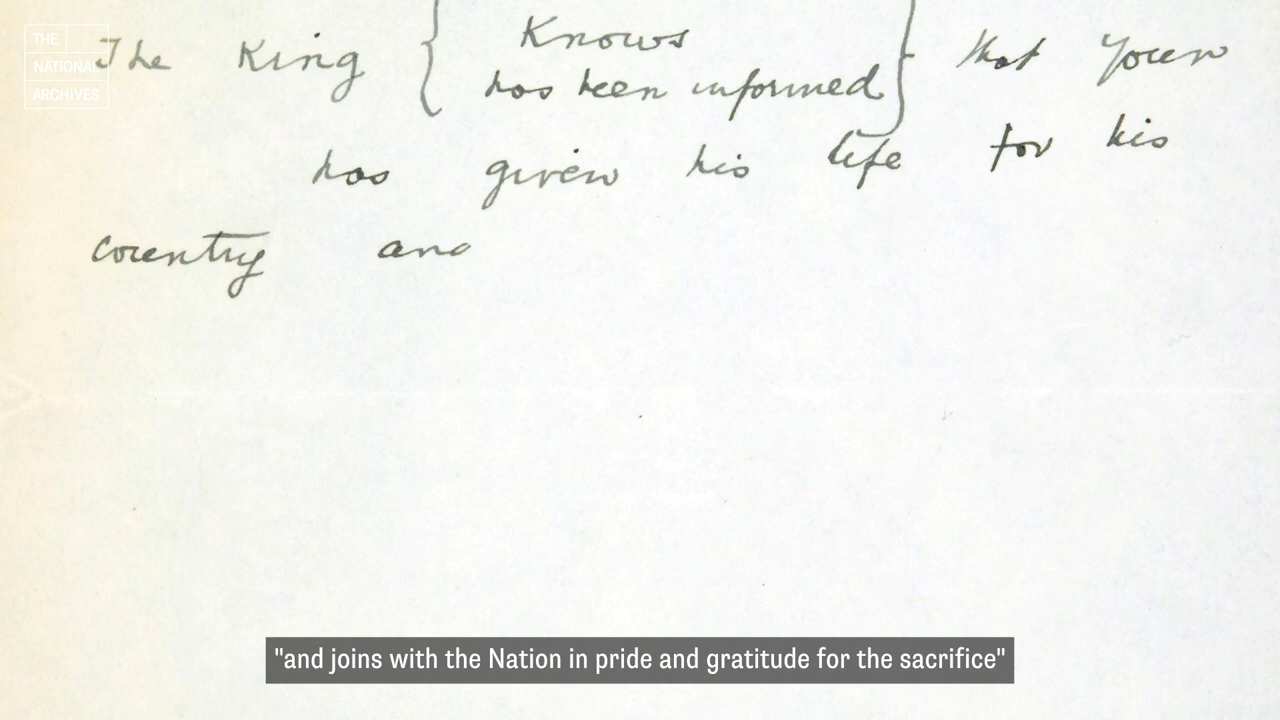 THE
NATIONAL
ARCHIVES
The King { Knows
has been informed } that your
has given his life for his
country and
"and joins with the Nation in pride and gratitude for the sacrifice"